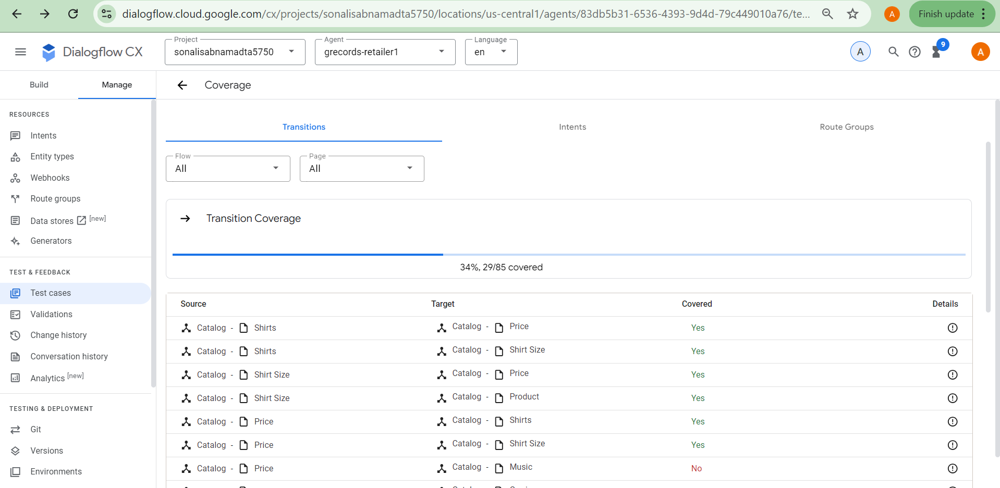 dialogflow.cloud.google.com/cx/projects/sonalisabnamadta5750/locations/us-central1/agents/83db5b31-6536-4393-9d4d-79c449010a76/te...
A
Finish update
Dialogflow CX
Project
sonalisabnamadta5750
Agent
grecords-retailer1
Language
en
A
9
A
Build
Manage
Coverage
RESOURCES
Intents
Entity types
Webhooks
Route groups
Data stores [new]
Generators
TEST & FEEDBACK
Test cases
Validations
Change history
Conversation history
Analytics [new]
TESTING & DEPLOYMENT
Git
Versions
Environments
Transitions
Intents
Route Groups
Flow
All
Page
All
Transition Coverage
34%, 29/85 covered
Source Target Covered Details
Catalog - Shirts Catalog - Price Yes
Catalog - Shirts Catalog - Shirt Size Yes
Catalog - Shirt Size Catalog - Price Yes
Catalog - Shirt Size Catalog - Product Yes
Catalog - Price Catalog - Shirts Yes
Catalog - Price Catalog - Shirt Size Yes
Catalog - Price Catalog - Music No